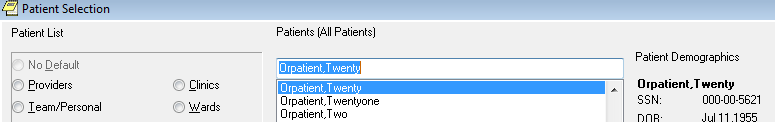 Patient Selection
Patient List
No Default
Providers
Clinics
Team/Personal
Wards
Patients (All Patients)
Orpatient,Twenty
Orpatient,Twenty
Orpatient,Twentyone
Orpatient,Two
Patient Demographics
Orpatient,Twenty
SSN: 000-00-5621
DOB: Jul 11,1955